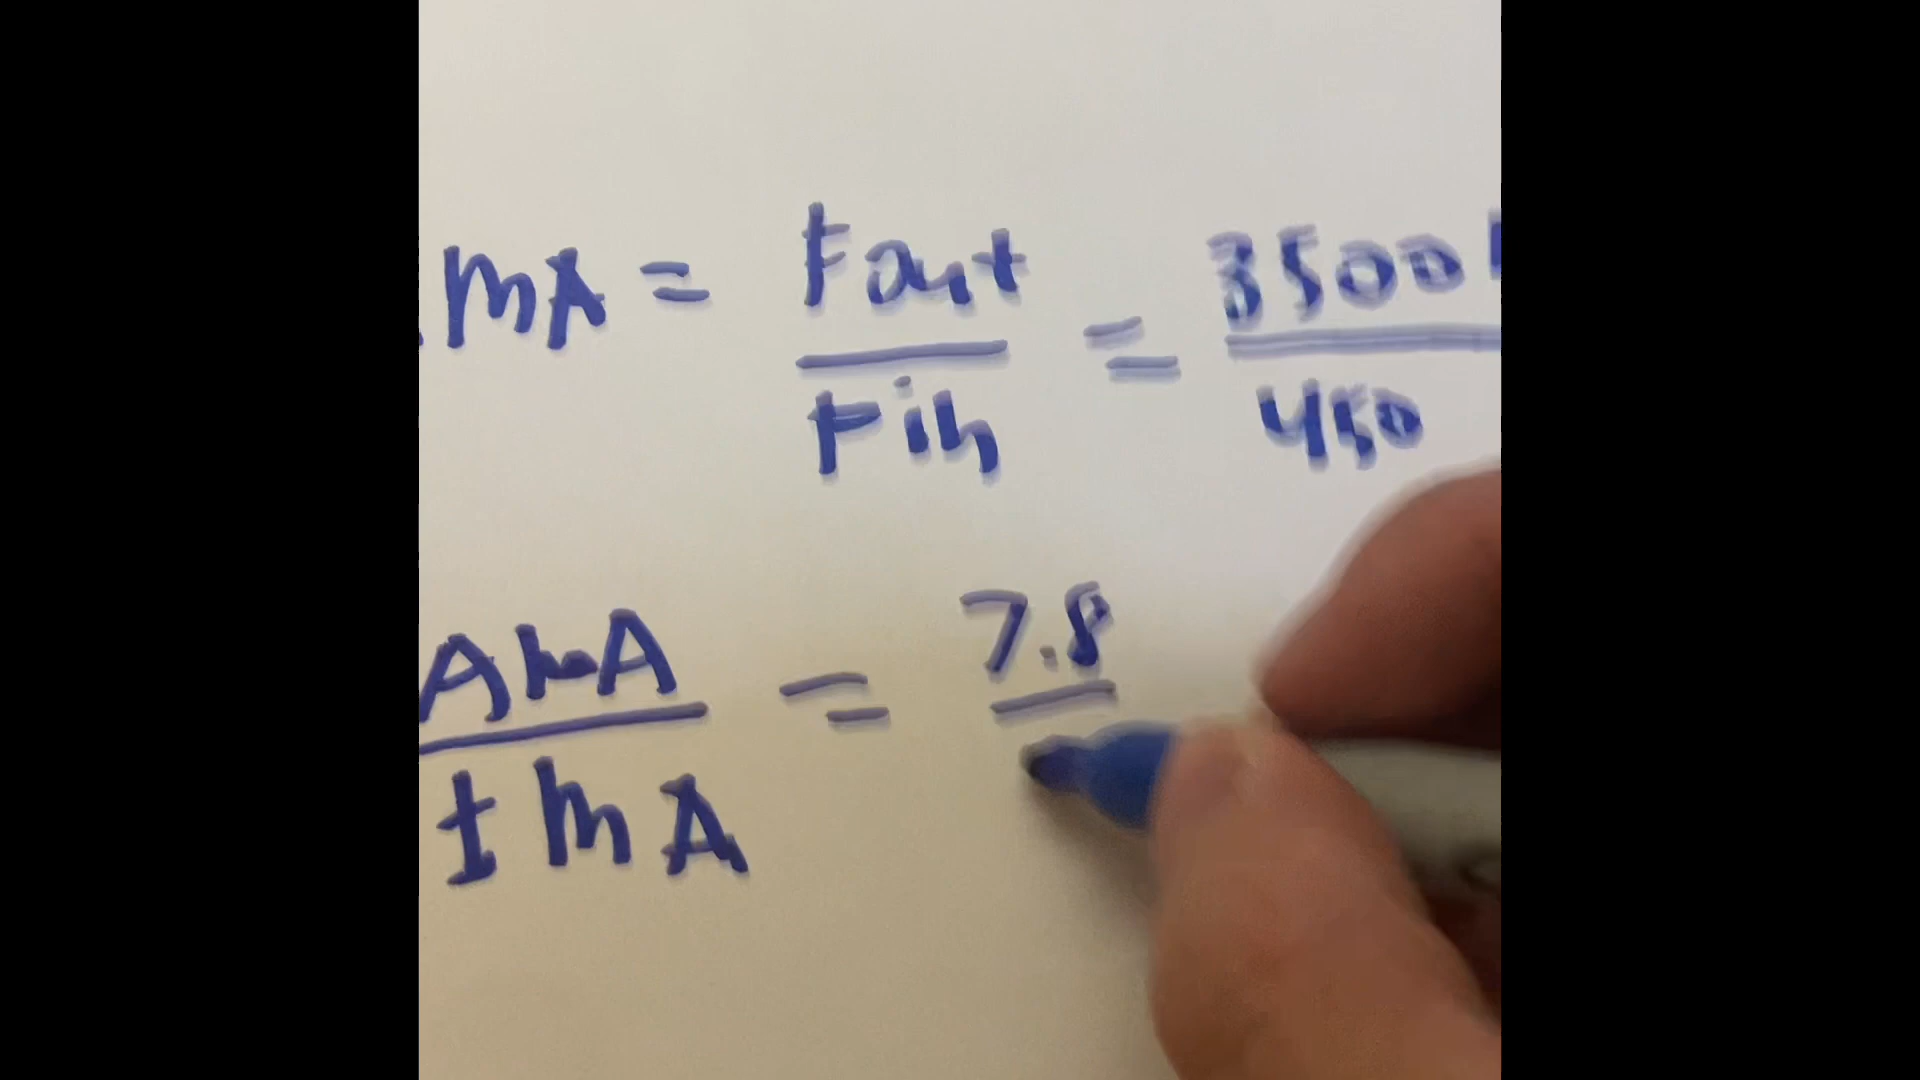 .MA = Fout / Fin = 3500 / 450
AMA / IMA = 7.8